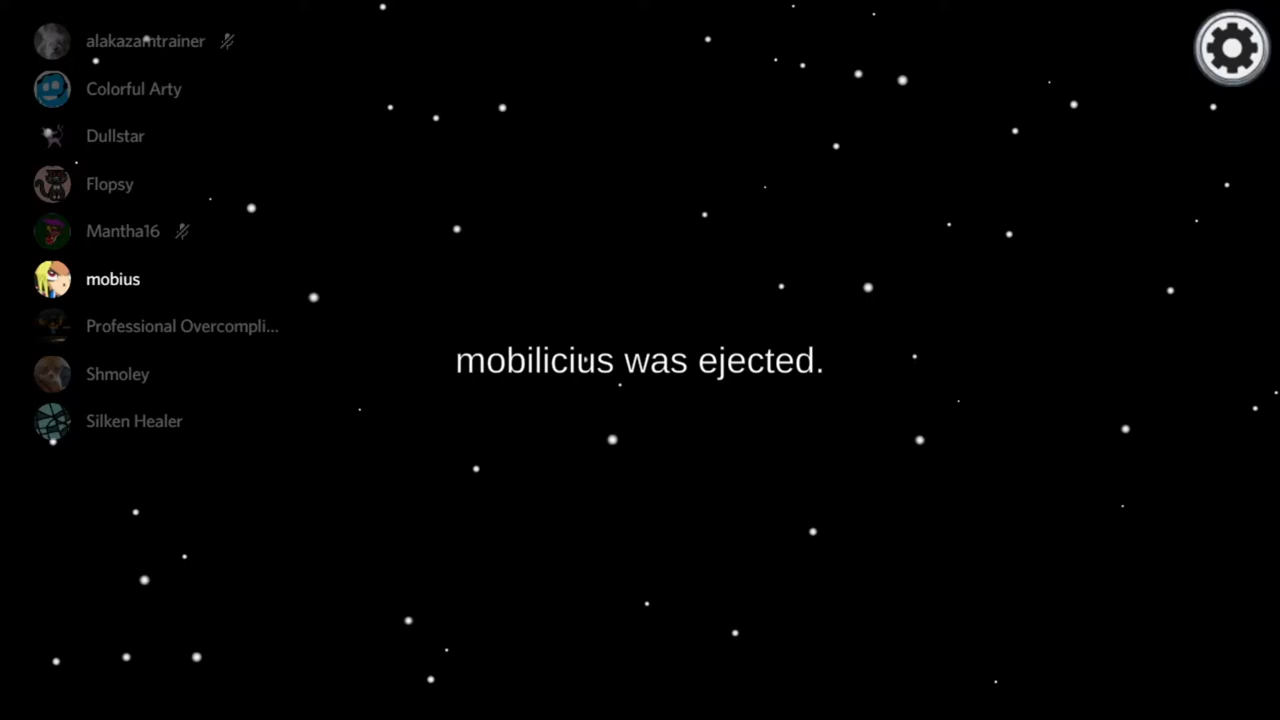 alakazamtrainer
Colorful Arty
Dullstar
Flopsy
Mantha16
mobius
Professional Overcompli...
Shmoley
Silken Healer
mobilicius was ejected.